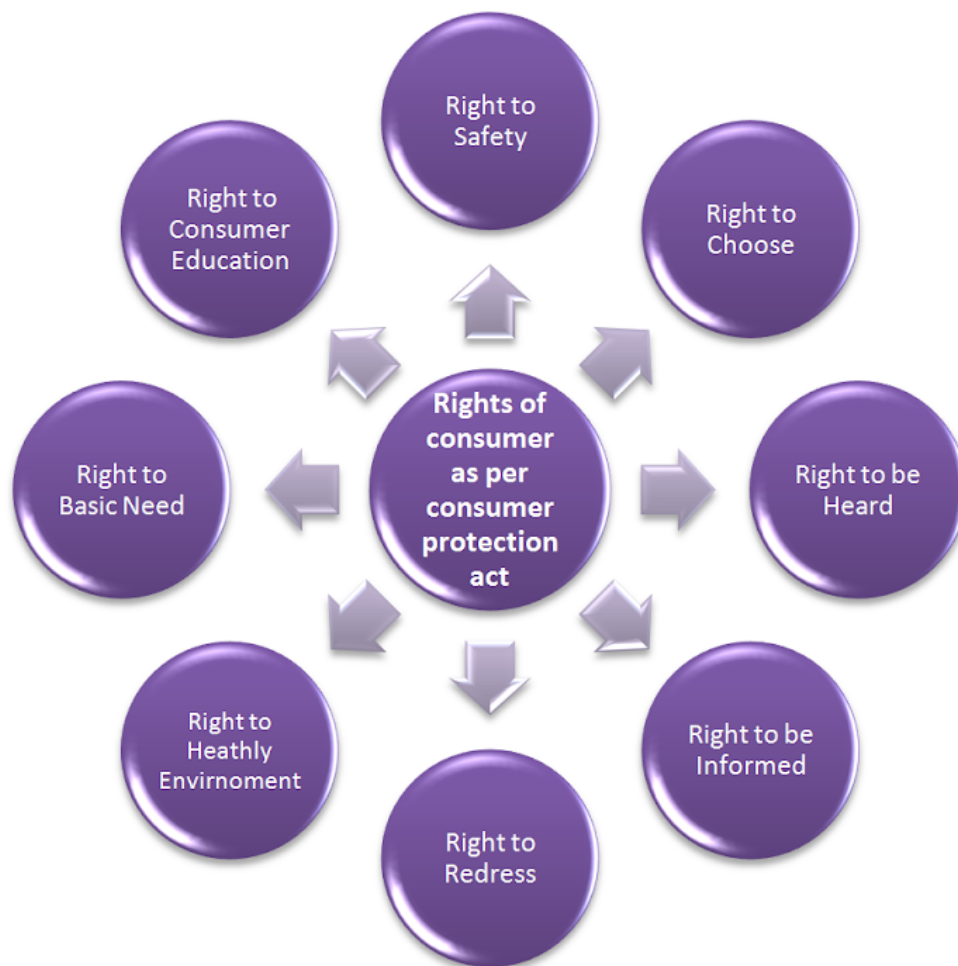 Right to
Safety
Right to
Choose
Right to be
Heard
Right to be
Informed
Right to
Redress
Right to
Heathly
Envirnoment
Right to
Basic Need
Right to
Consumer
Education
Rights of
consumer
as per
consumer
protection
act